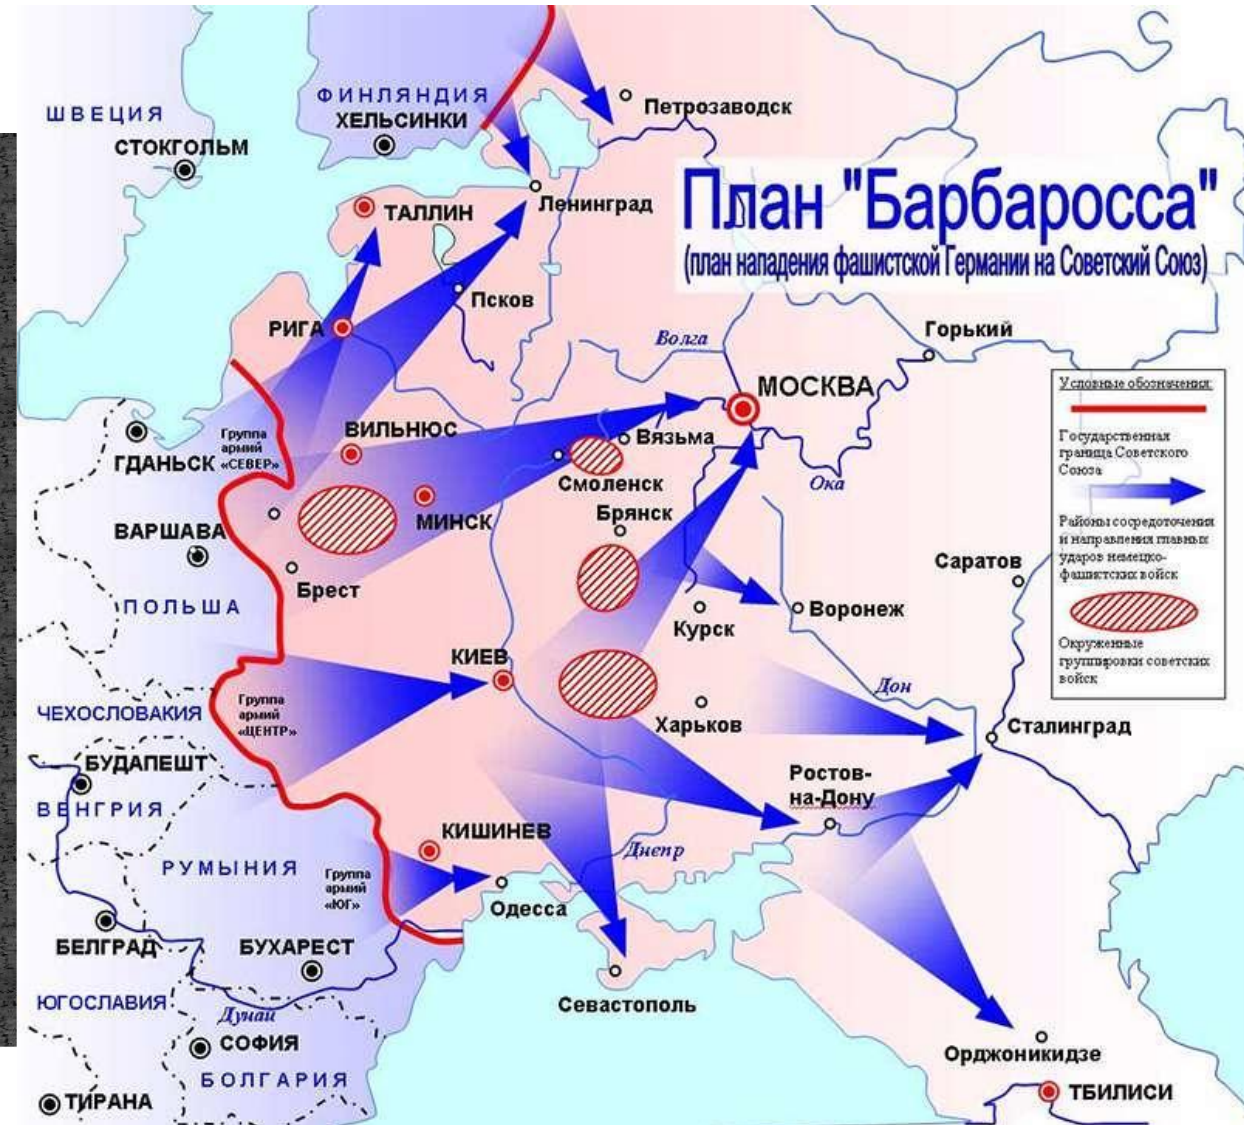 План "Барбаросса"
(план нападения фашистской Германии на Советский Союз)
ШВЕЦИЯ
СТОКГОЛЬМ
ФИНЛЯНДИЯ
ХЕЛЬСИНКИ
Петрозаводск
Ленинград
ТАЛЛИН
Псков
РИГА
Волга
Горький
МОСКВА
Вязьма
Ока
Смоленск
Брянск
ВИЛЬНЮС
МИНСК
Группа
армий
«СЕВЕР»
ГДАНЬСК
ВАРШАВА
Брест
ПОЛЬША
Саратов
Воронеж
Курск
КИЕВ
Дон
Харьков
Сталинград
Группа
армий
«ЦЕНТР»
ЧЕХОСЛОВАКИЯ
БУДАПЕШТ
ВЕНГРИЯ
Ростов-
на-Дону
КИШИНЕВ
Днепр
РУМЫНИЯ
Группа
армий
«ЮГ»
Одесса
БЕЛГРАД
БУХАРЕСТ
Севастополь
ЮГОСЛАВИЯ
Дунай
СОФИЯ
БОЛГАРИЯ
Орджоникидзе
ТБИЛИСИ
ТИРАНА
Условные обозначения:
Государственная
граница Советского
Союза
Районы сосредоточения
и направления главных
ударов немецко-
фашистских войск
Окруженные
группировки советских
войск